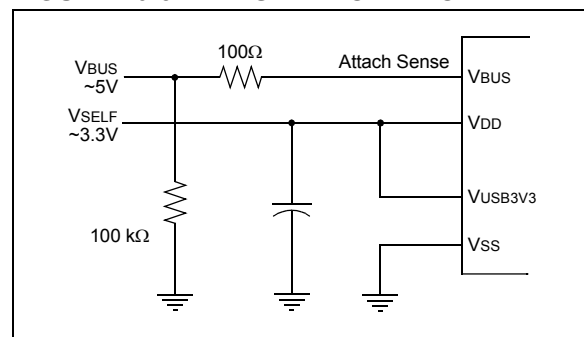 100Ω
Attach Sense
VBUS
~5V
VBUS
VSELF
~3.3V
VDD
100 kΩ
VUSB3V3
VSS